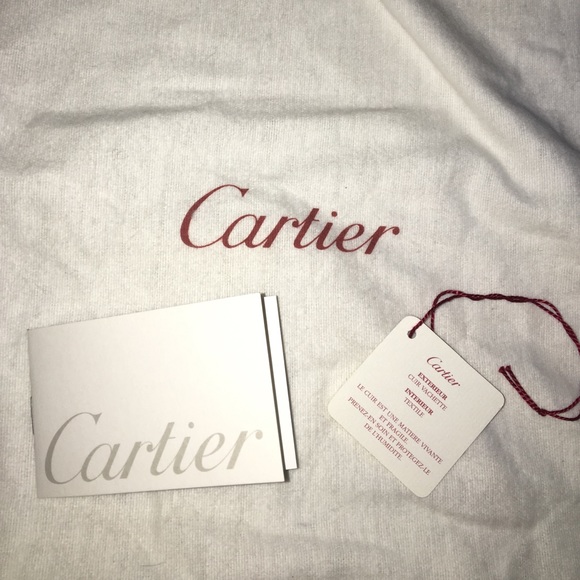 Cartier
Cartier
Cartier
EXTERIEUR
CUIR VACHETTE
INTERIEUR
TEXTILE
LE CUIR EST UNE MATIERE VIVANTE
ET FRAGILE.
PRENEZ-EN SOIN ET PROTEGEZ-LE
DE L'HUMIDITE.